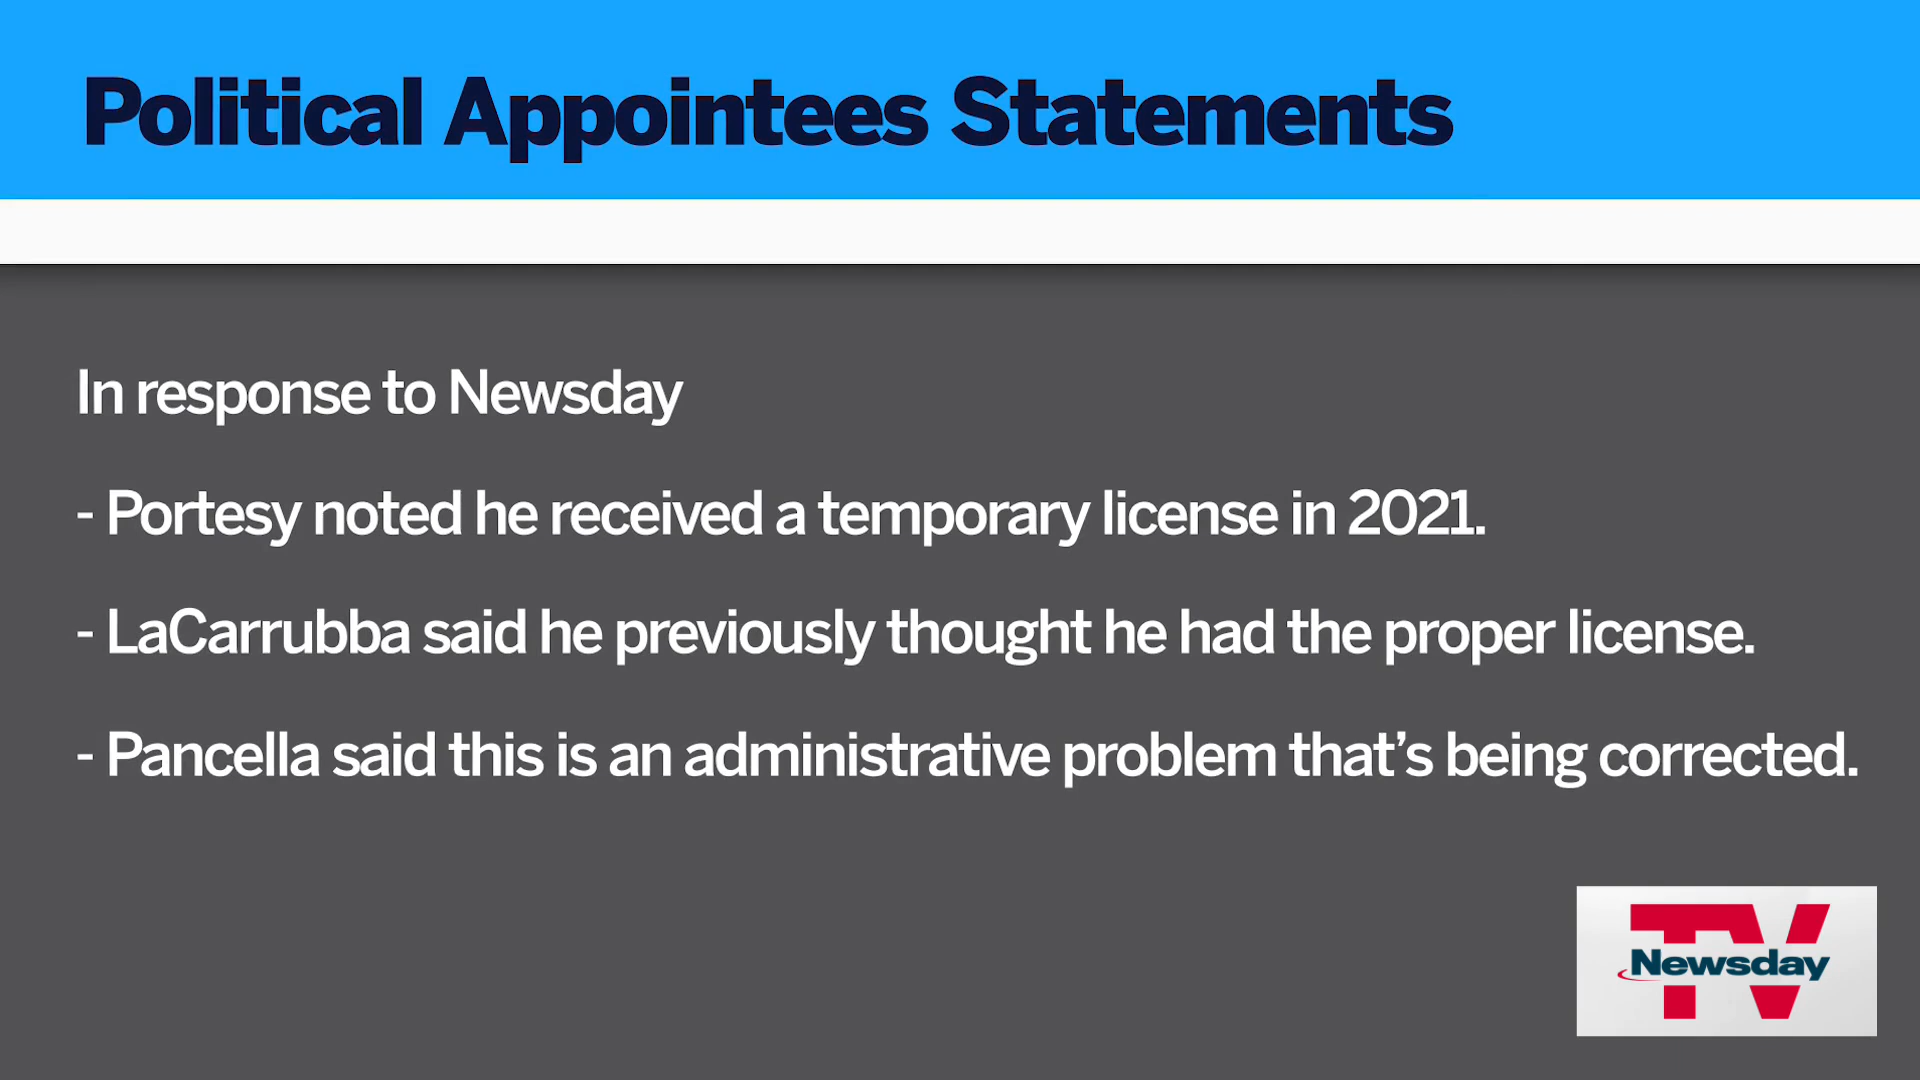 Political Appointees Statements
In response to Newsday
- Portesy noted he received a temporary license in 2021.
- LaCarrubba said he previously thought he had the proper license.
- Pancella said this is an administrative problem that’s being corrected.
TV
Newsday